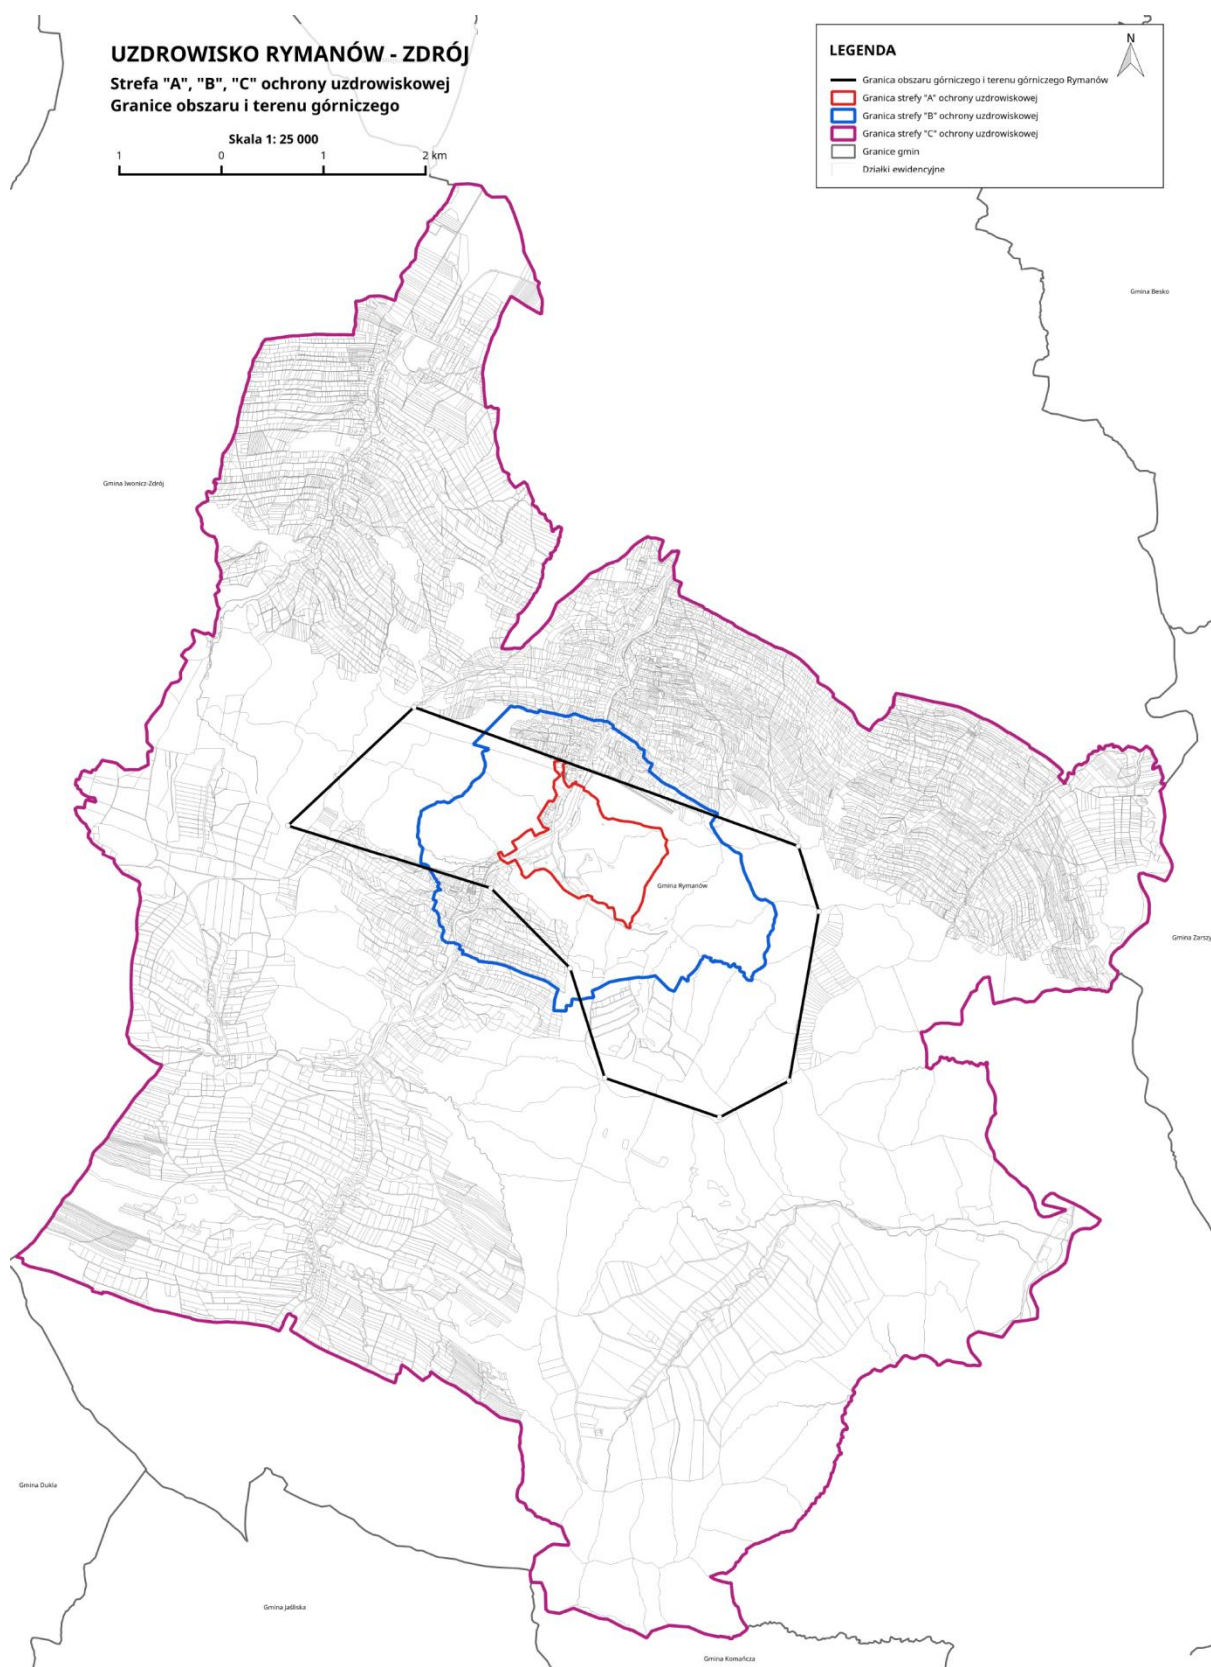 UZDROWISKO RYMANÓW - ZDRÓJ
Strefa "A", "B", "C" ochrony uzdrowiskowej
Granice obszaru i terenu górniczego
Skala 1: 25 000
1 0 1 2 km
LEGENDA
N
Granica obszaru górniczego i terenu górniczego Rymanów
Granica strefy "A" ochrony uzdrowiskowej
Granica strefy "B" ochrony uzdrowiskowej
Granica strefy "C" ochrony uzdrowiskowej
Granice gmin
Działki ewidencyjne
Gmina Besko
Gmina Iwonicz-Zdrój
Gmina Rymanów
Gmina Zarszy
Gmina Dukla
Gmina Jaśliska
Gmina Komańcza